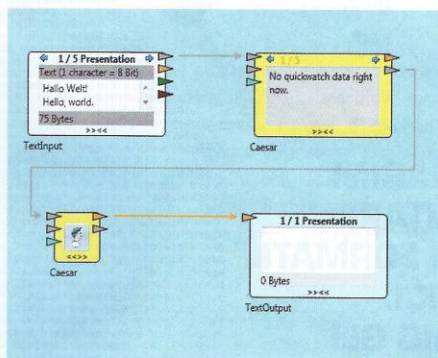 1 / 5 Presentation
Text (1 character = 8 Bit)
Hallo Welt!
Hello, world.
75 Bytes
>><<
TextInput
1 / 5
No quickwatch data right
now.
>><<
Caesar
<<>>
Caesar
1 / 1 Presentation
0 Bytes
>><<
TextOutput